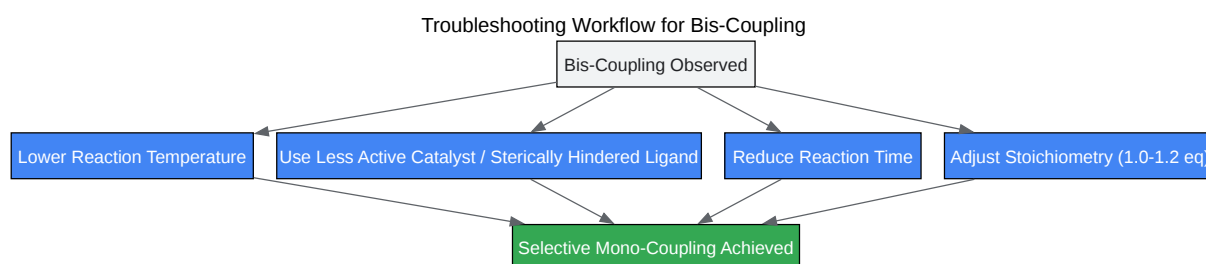 Troubleshooting Workflow for Bis-Coupling
Bis-Coupling Observed
Lower Reaction Temperature
Use Less Active Catalyst / Sterically Hindered Ligand
Reduce Reaction Time
Adjust Stoichiometry (1.0-1.2 eq)
Selective Mono-Coupling Achieved